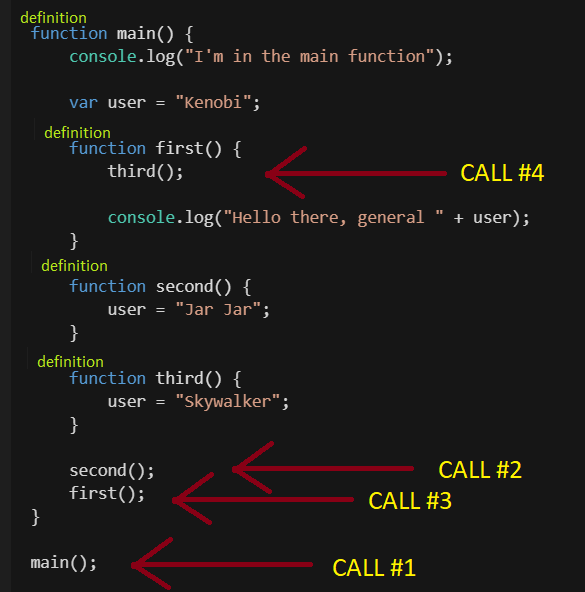 definition
function main() {
console.log("I'm in the main function");
var user = "Kenobi";
definition
function first() {
third();
CALL #4
console.log("Hello there, general " + user);
}
definition
function second() {
user = "Jar Jar";
}
definition
function third() {
user = "Skywalker";
}
second();
CALL #2
first();
CALL #3
}
main();
CALL #1